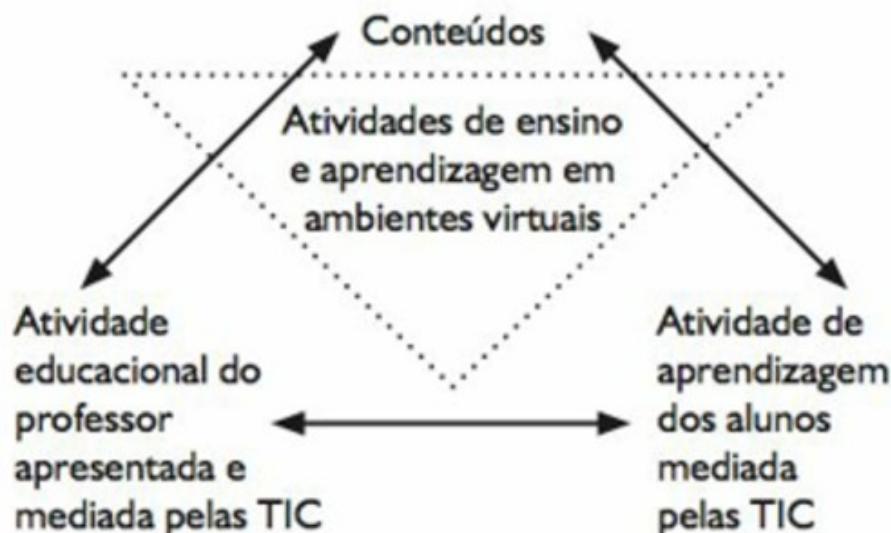 Conteúdos
Atividades de ensino
e aprendizagem em
ambientes virtuais
Atividade
educacional do
professor
apresentada e
mediada pelas TIC
Atividade de
aprendizagem
dos alunos
mediada
pelas TIC